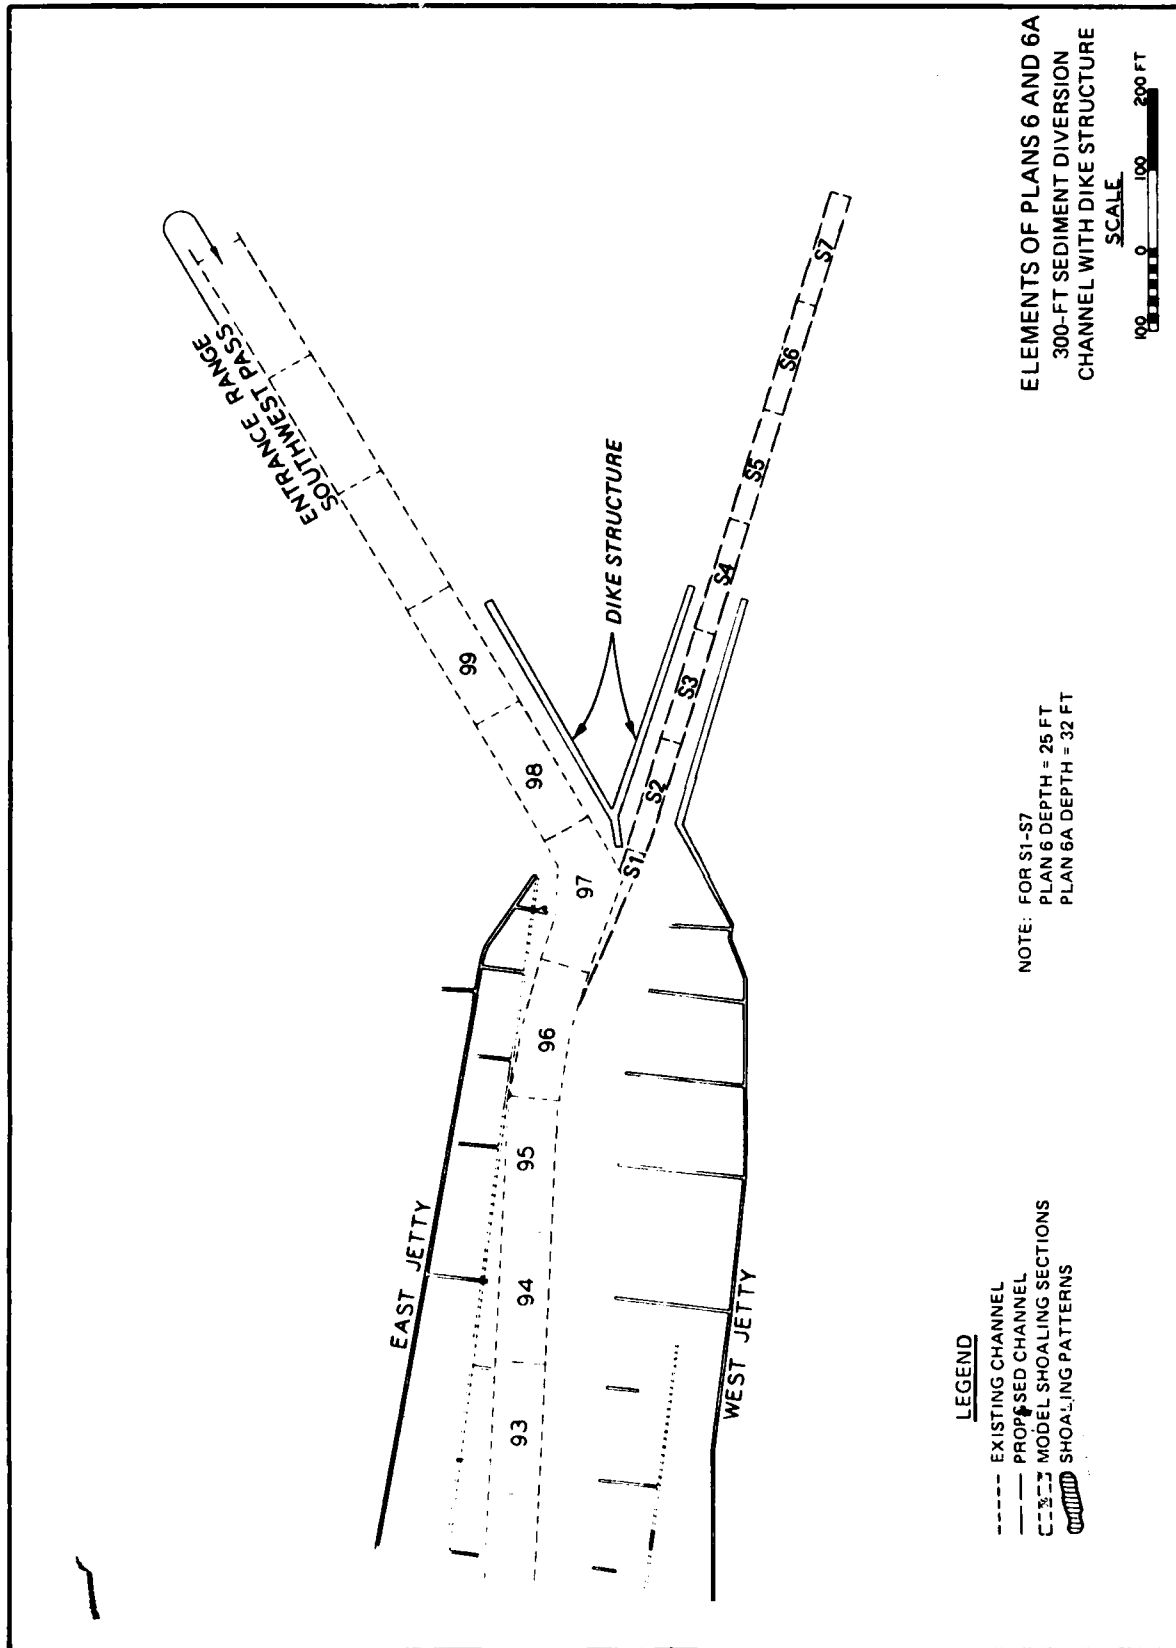 ENTRANCE RANGE
SOUTHWEST PASS
EAST JETTY
WEST JETTY
DIKE STRUCTURE
93
94
95
96
97
98
99
S1
S2
S3
S4
S5
S6
S7
LEGEND
EXISTING CHANNEL
PROPOSED CHANNEL
MODEL SHOALING SECTIONS
SHOALING PATTERNS
NOTE: FOR S1-S7
PLAN 6 DEPTH = 25 FT
PLAN 6A DEPTH = 32 FT
ELEMENTS OF PLANS 6 AND 6A
300-FT SEDIMENT DIVERSION
CHANNEL WITH DIKE STRUCTURE
SCALE
100 0 100 200 FT